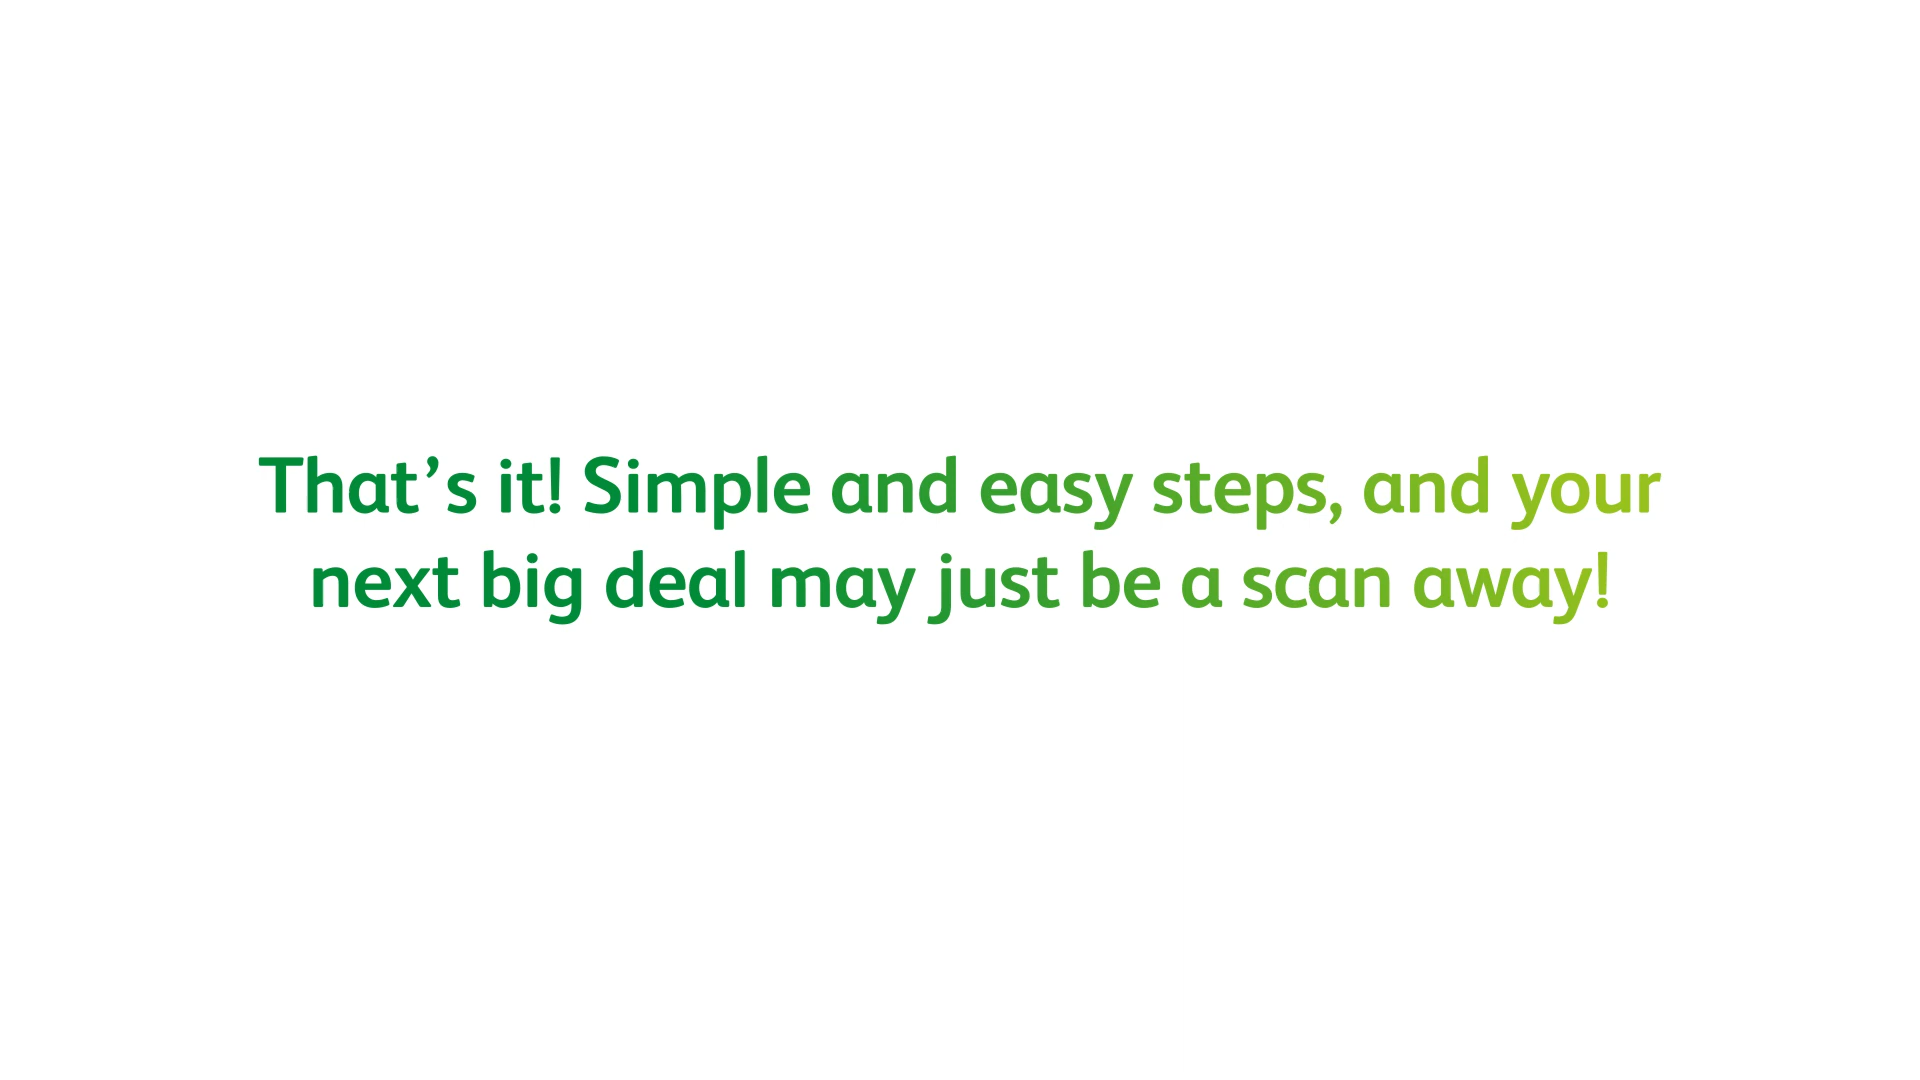 That’s it! Simple and easy steps, and your
next big deal may just be a scan away!